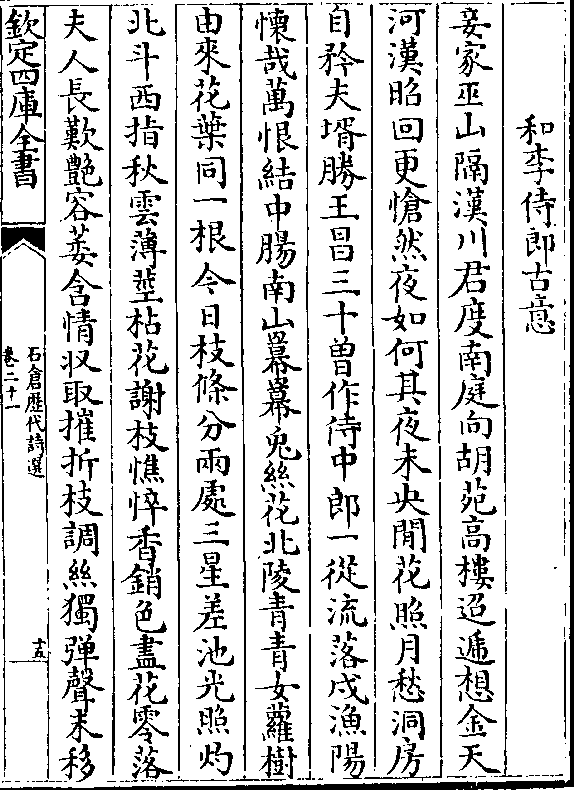 和李侍郎古意
妾家巫山隔漢川君度南庭向胡苑高樓迢遞想金天
河漢昭回更愴然夜如何其夜未央閒花照月愁洞房
自矜夫壻勝王昌三十曾作侍中郎一從流落戍漁陽
懐哉萬恨結中腸南山冪冪兎絲花北陵青青女蘿樹
由來花葉同一根今日枝條分兩處三星差池光照灼
北斗西指秋雲薄莖枯花謝枝憔悴香銷色盡花零落
夫人長歎艶容萎含情収取摧折枝調絲獨彈聲未移
欽定四庫全書
石倉歴代詩選
卷二十一
十五